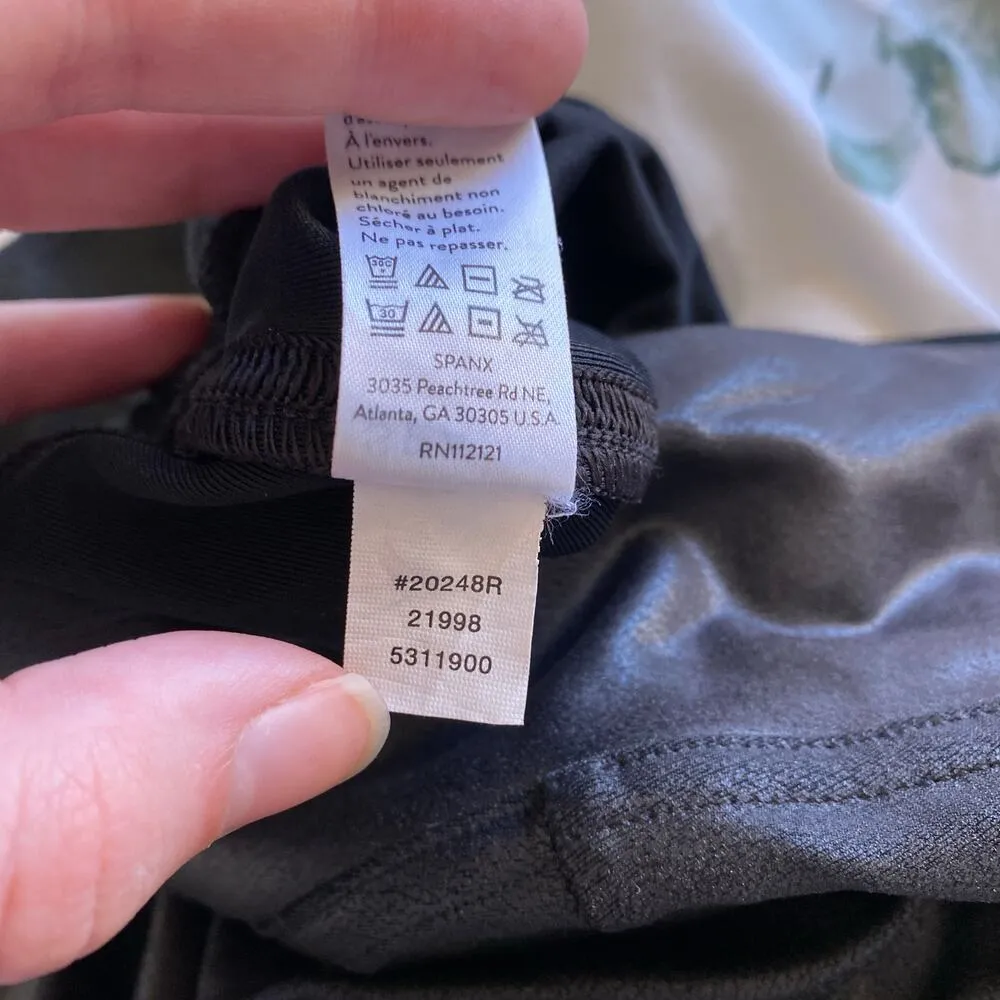 À l'envers.
Utiliser seulement
un agent de
blanchiment non
chloré au besoin.
Sécher à plat.
Ne pas repasser.
30C
30
SPANX
3035 Peachtree Rd NE,
Atlanta, GA 30305 U.S.A.
RN112121
#20248R
21998
5311900